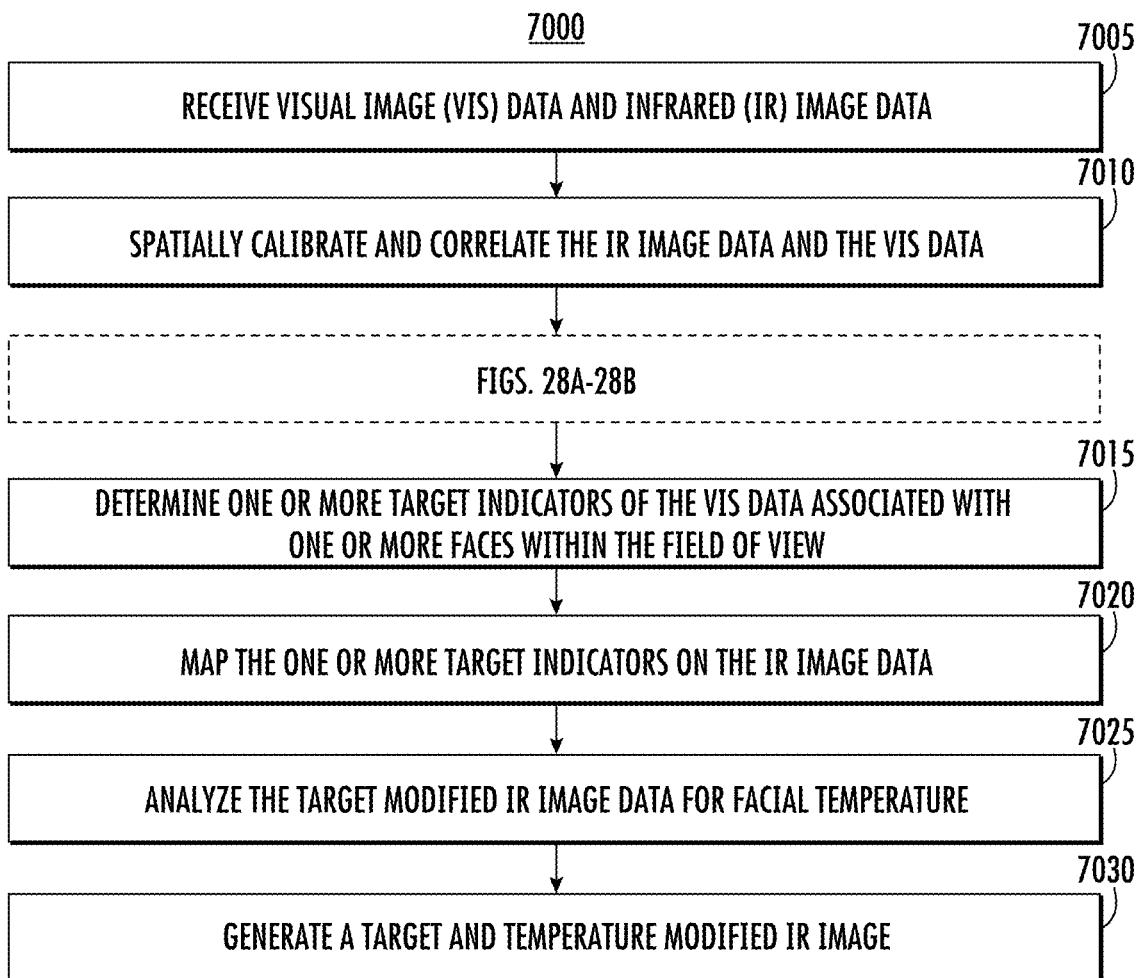 7000
7005
RECEIVE VISUAL IMAGE (VIS) DATA AND INFRARED (IR) IMAGE DATA
7010
SPATIALLY CALIBRATE AND CORRELATE THE IR IMAGE DATA AND THE VIS DATA
FIGS. 28A-28B
7015
DETERMINE ONE OR MORE TARGET INDICATORS OF THE VIS DATA ASSOCIATED WITH
ONE OR MORE FACES WITHIN THE FIELD OF VIEW
7020
MAP THE ONE OR MORE TARGET INDICATORS ON THE IR IMAGE DATA
7025
ANALYZE THE TARGET MODIFIED IR IMAGE DATA FOR FACIAL TEMPERATURE
7030
GENERATE A TARGET AND TEMPERATURE MODIFIED IR IMAGE